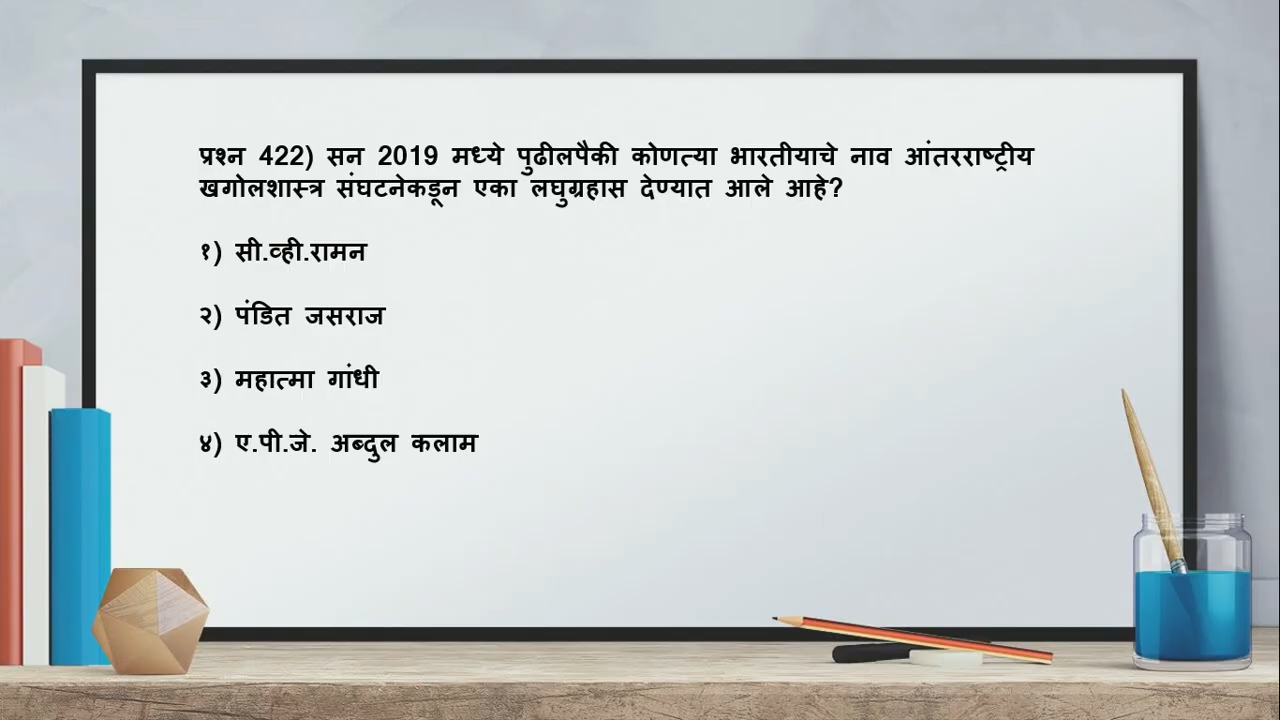 प्रश्न 422) सन 2019 मध्ये पुढीलपैकी कोणत्या भारतीयाचे नाव आंतरराष्ट्रीय
खगोलशास्त्र संघटनेकडून एका लघुग्रहास देण्यात आले आहे?
१) सी.व्ही.रामन
२) पंडित जसराज
३) महात्मा गांधी
४) ए.पी.जे. अब्दुल कलाम